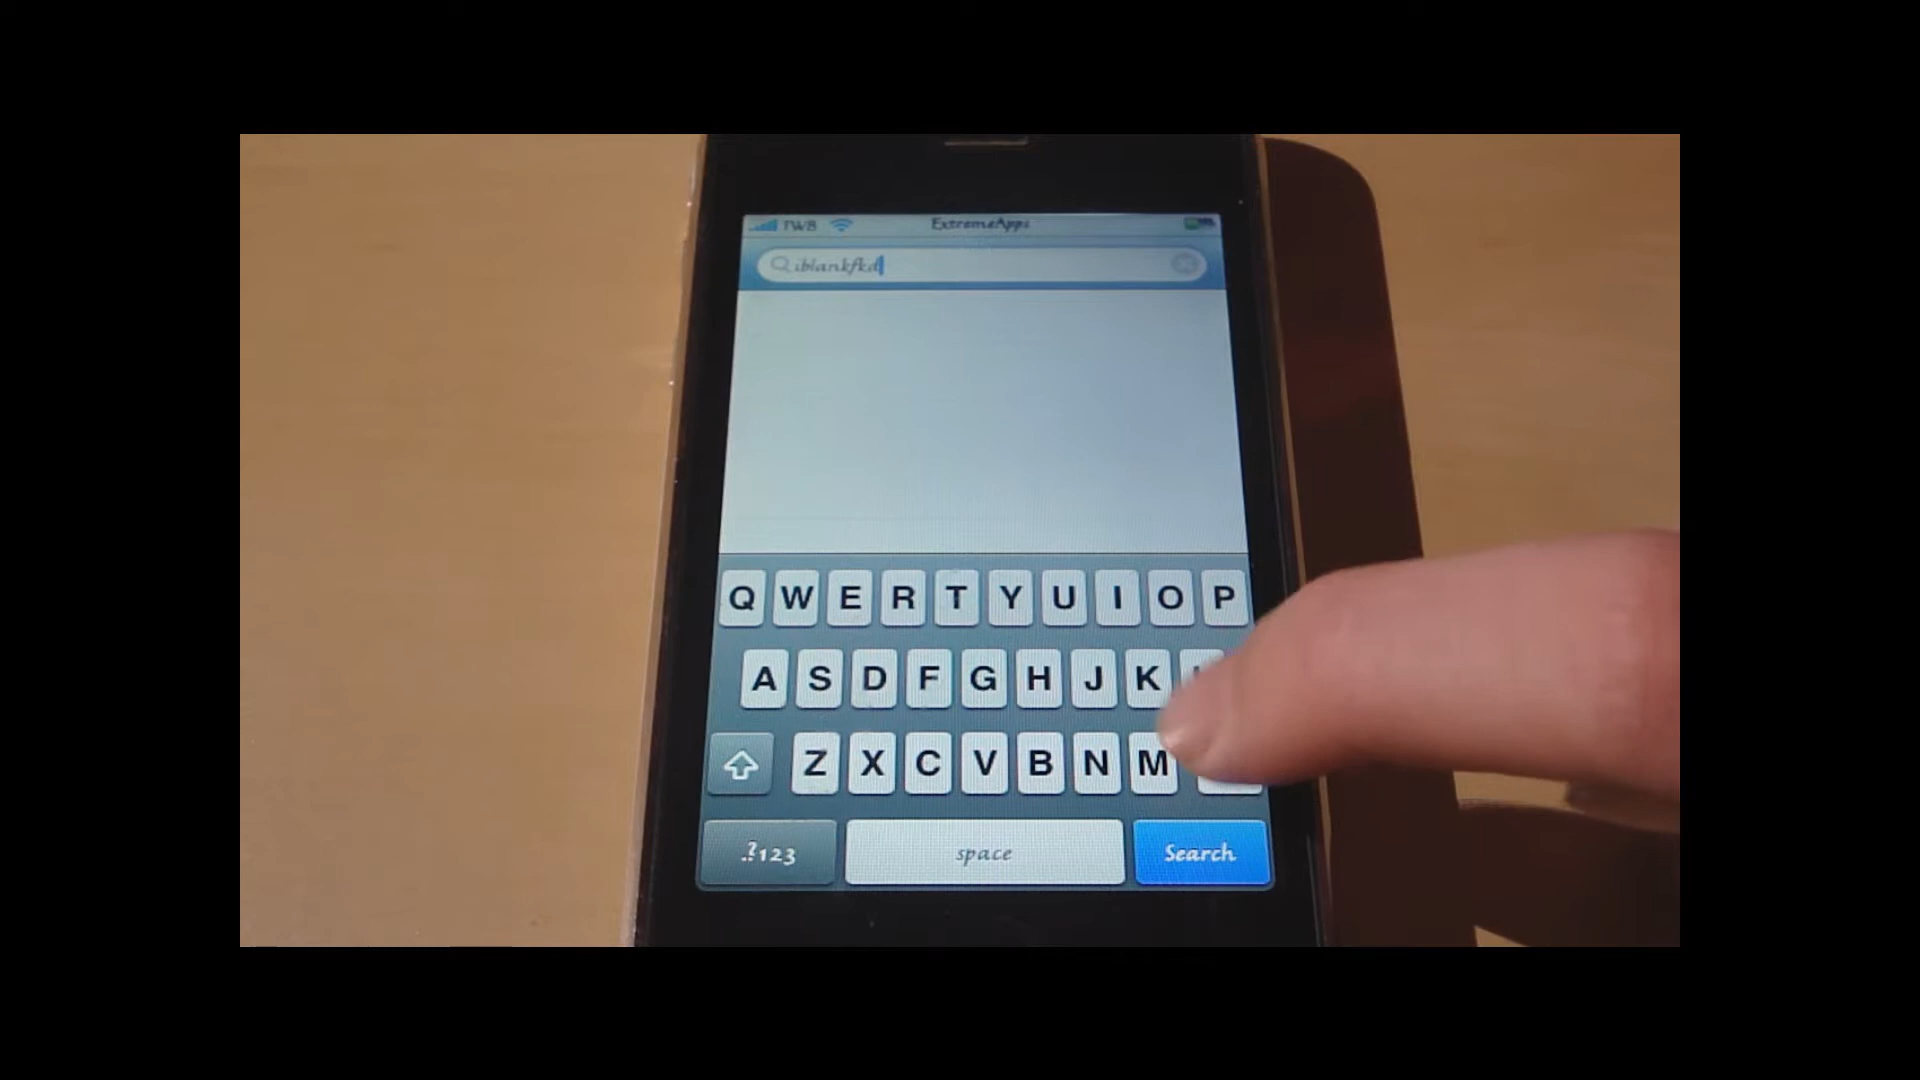 TWB ExtremeApps
iblankfkd
Q W E R T Y U I O P
A S D F G H J K
Z X C V B N M
.?123 space Search